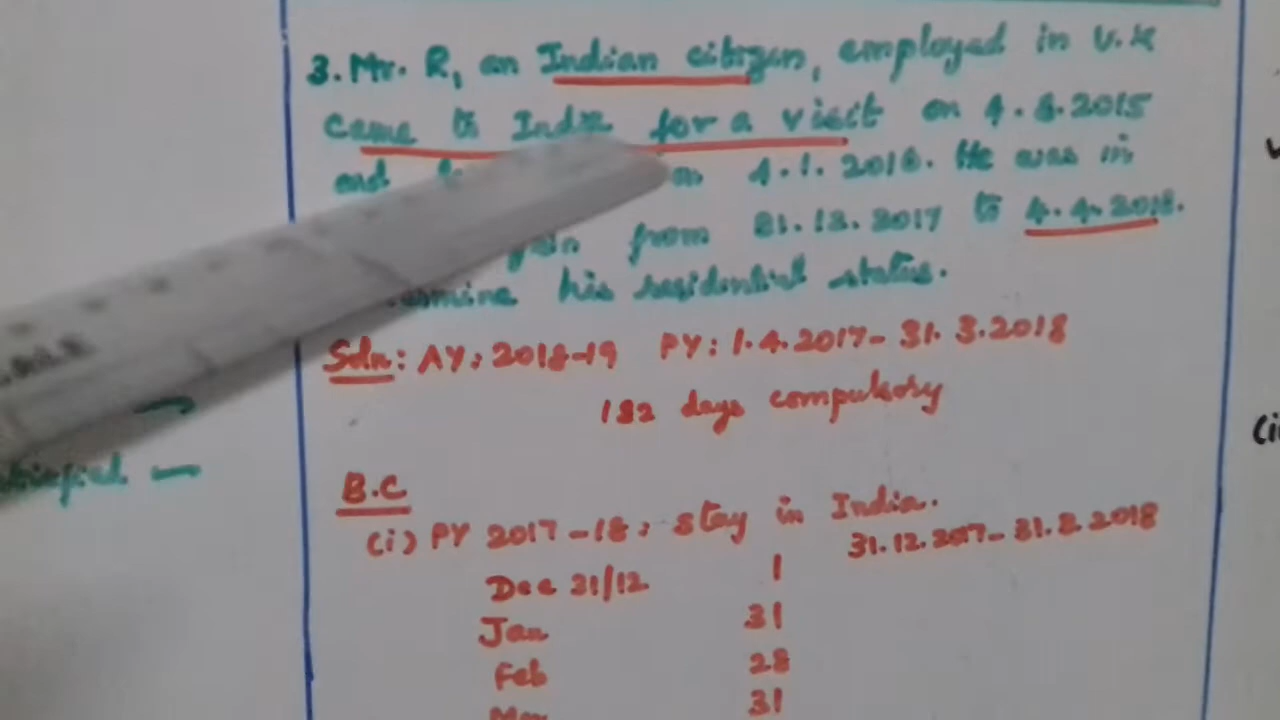 3. Mr. R, an Indian citizen, employed in U.K
came to India for a visit on 4.6.2015
and on 4.1.2016. He was in
from 31.12.2017 to 4.4.2018.
his residential status.
Soln: AY: 2018-19 PY: 1.4.2017- 31.3.2018
182 days compulsory
B.C
(i) PY 2017-18: stay in India.
31.12.2017- 31.3.2018
Dec 31/12 1
Jan 31
Feb 28
Mar 31